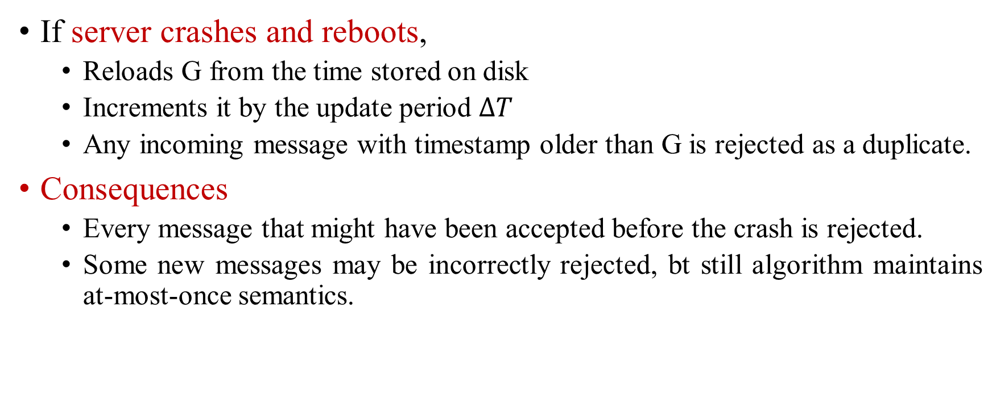 • If server crashes and reboots,
• Reloads G from the time stored on disk
• Increments it by the update period ΔT
• Any incoming message with timestamp older than G is rejected as a duplicate.
• Consequences
• Every message that might have been accepted before the crash is rejected.
• Some new messages may be incorrectly rejected, bt still algorithm maintains
at-most-once semantics.